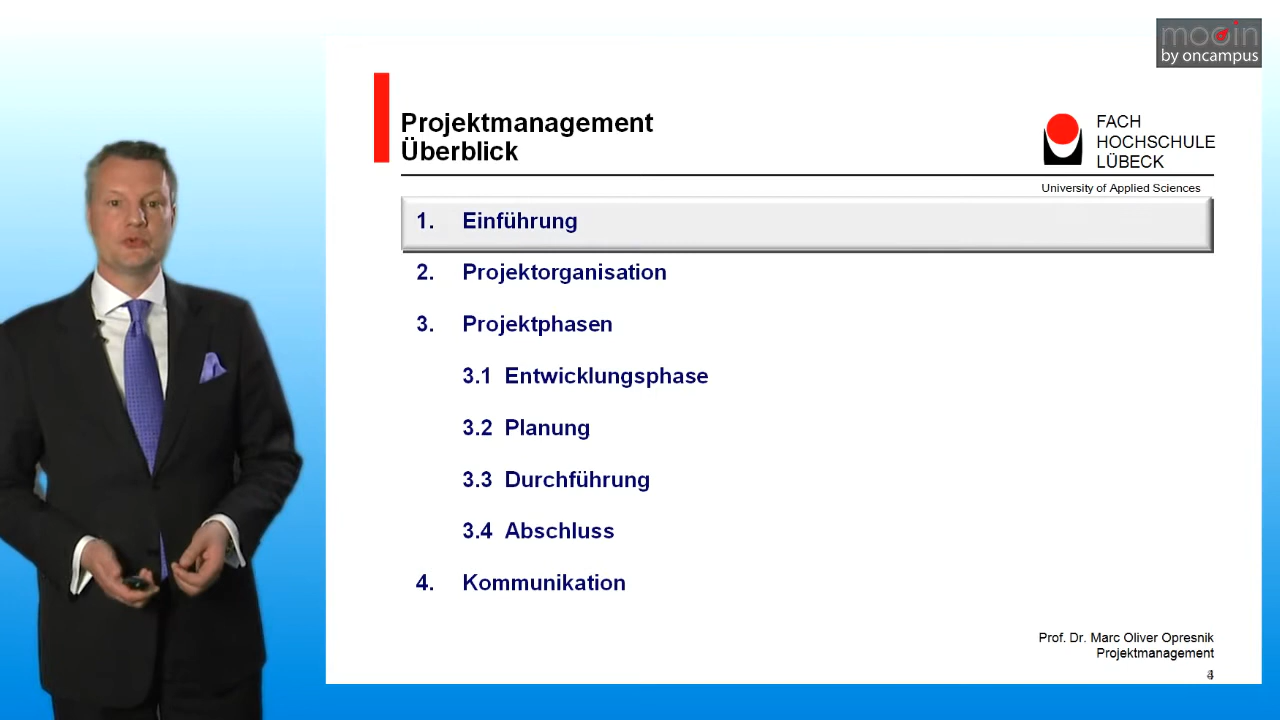 mooin
by oncampus
Projektmanagement
Überblick
FACH
HOCHSCHULE
LÜBECK
University of Applied Sciences
1. Einführung
2. Projektorganisation
3. Projektphasen
3.1 Entwicklungsphase
3.2 Planung
3.3 Durchführung
3.4 Abschluss
4. Kommunikation
Prof. Dr. Marc Oliver Opresnik
Projektmanagement